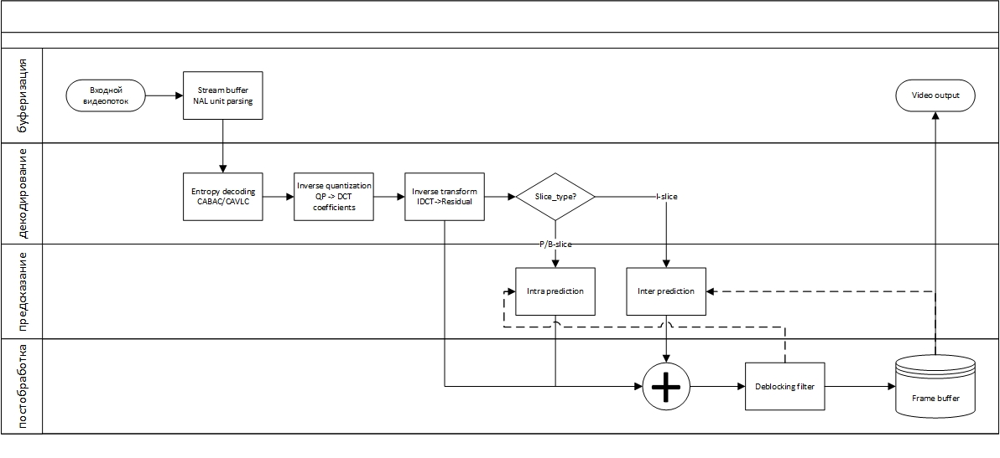 буферизация
Входной
видеопоток
Stream buffer
NAL unit parsing
Video output
декодирование
Entropy decoding
CABAC/CAVLC
Inverse quantization
QP -> DCT
coefficients
Inverse transform
IDCT->Residual
Slice_type?
I-slice
P/B-slice
предсказание
Intra prediction
Inter prediction
постобработка
Deblocking filter
Frame buffer